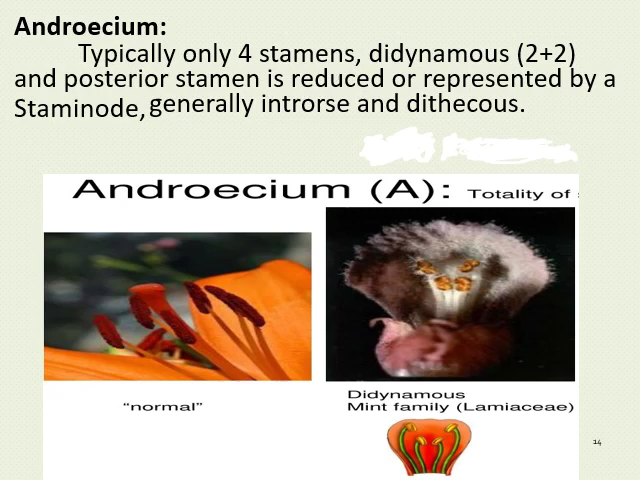 Androecium:
Typically only 4 stamens, didynamous (2+2)
and posterior stamen is reduced or represented by a
Staminode, generally introrse and dithecous.
Androecium (A): Totality of
"normal"
Didynamous
Mint family (Lamiaceae)
14